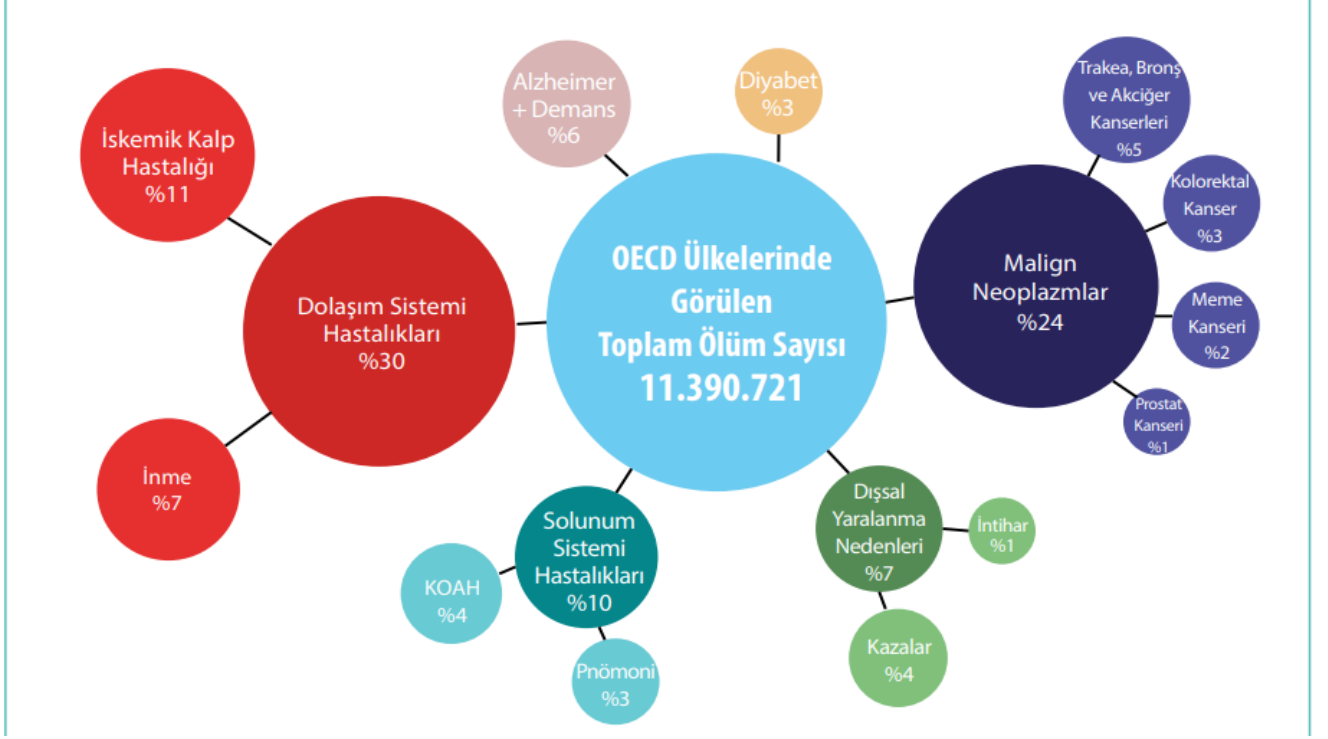 İskemik Kalp
Hastalığı
%11
Dolaşım Sistemi
Hastalıkları
%30
İnme
%7
Alzheimer
+ Demans
%6
Diyabet
%3
OECD Ülkelerinde
Görülen
Toplam Ölüm Sayısı
11.390.721
Solunum
Sistemi
Hastalıkları
%10
KOAH
%4
Pnömoni
%3
Malign
Neoplazmlar
%24
Trakea, Bronş
ve Akciğer
Kanserleri
%5
Kolorektal
Kanser
%3
Meme
Kanseri
%2
Prostat
Kanseri
%1
Dışsal
Yaralanma
Nedenleri
%7
İntihar
%1
Kazalar
%4